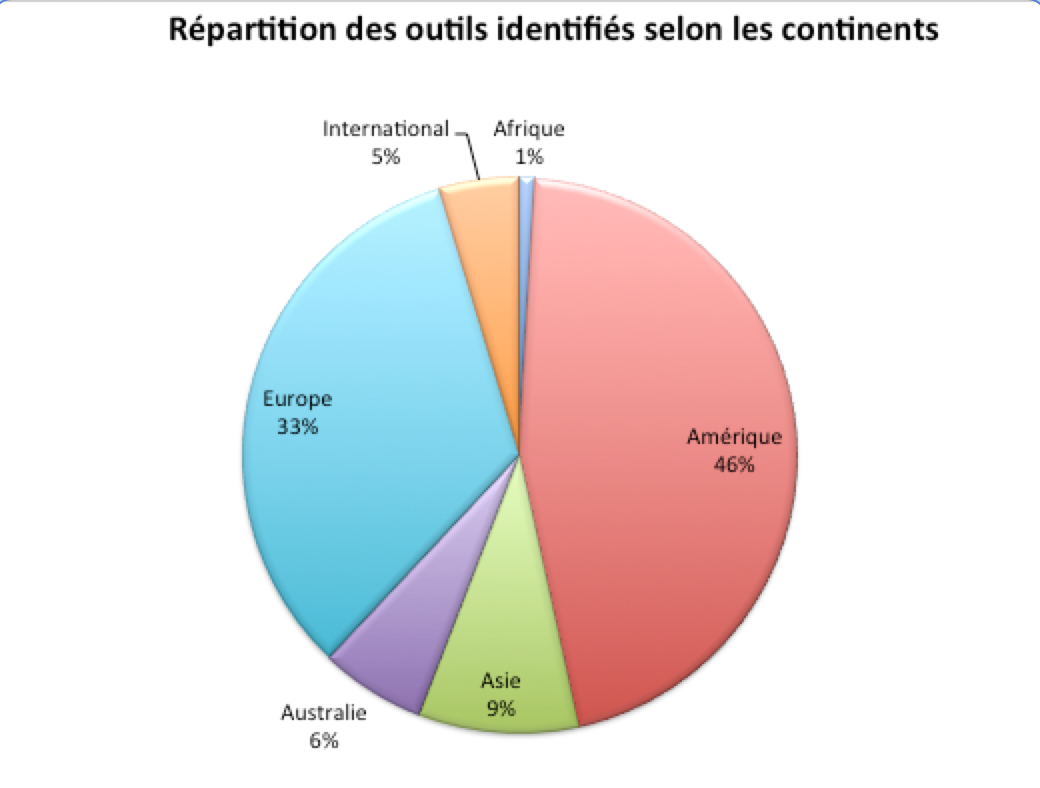 Répartition des outils identifiés selon les continents
International
5%
Afrique
1%
Europe
33%
Amérique
46%
Asie
9%
Australie
6%